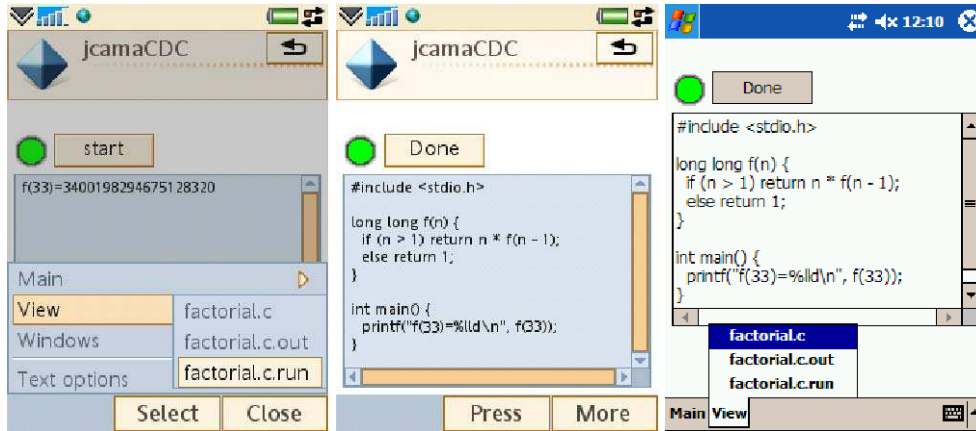 jcamaCDC
start
f(33)=3400198294675128320
Main
View
Windows
Text options
factorial.c
factorial.c.out
factorial.c.run
Select
Close
jcamaCDC
Done
#include <stdio.h>
long long f(n) {
if (n > 1) return n * f(n - 1);
else return 1;
}
int main() {
printf("f(33)=%lld\n", f(33));
}
Press
More
12:10
Done
#include <stdio.h>
long long f(n) {
if (n > 1) return n * f(n - 1);
else return 1;
}
int main() {
printf("f(33)=%lld\n", f(33));
}
factorial.c
factorial.c.out
factorial.c.run
Main View